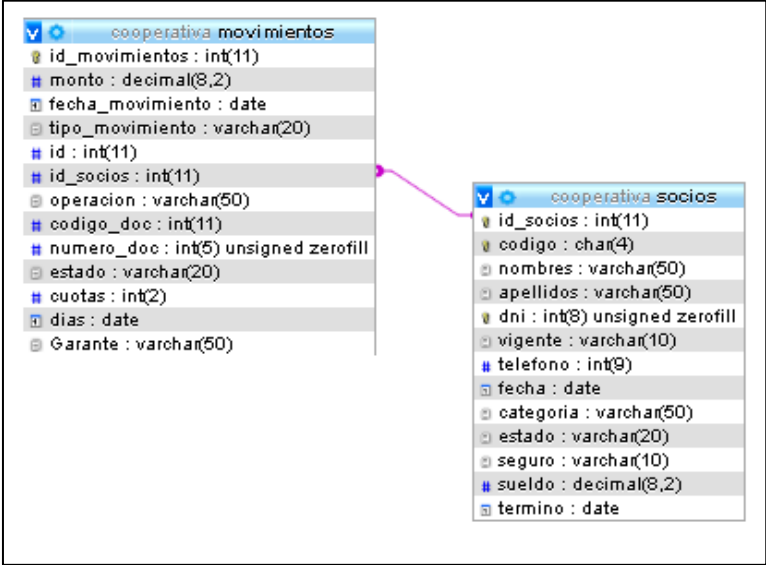 cooperativa movimientos
id_movimientos : int(11)
monto : decimal(8,2)
fecha_movimiento : date
tipo_movimiento : varchar(20)
id : int(11)
id_socios : int(11)
operacion : varchar(50)
codigo_doc : int(11)
numero_doc : int(5) unsigned zerofill
estado : varchar(20)
cuotas : int(2)
dias : date
Garante : varchar(50)
cooperativa socios
id_socios : int(11)
codigo : char(4)
nombres : varchar(50)
apellidos : varchar(50)
dni : int(8) unsigned zerofill
vigente : varchar(10)
telefono : int(9)
fecha : date
categoria : varchar(50)
estado : varchar(20)
seguro : varchar(10)
sueldo : decimal(8,2)
termino : date